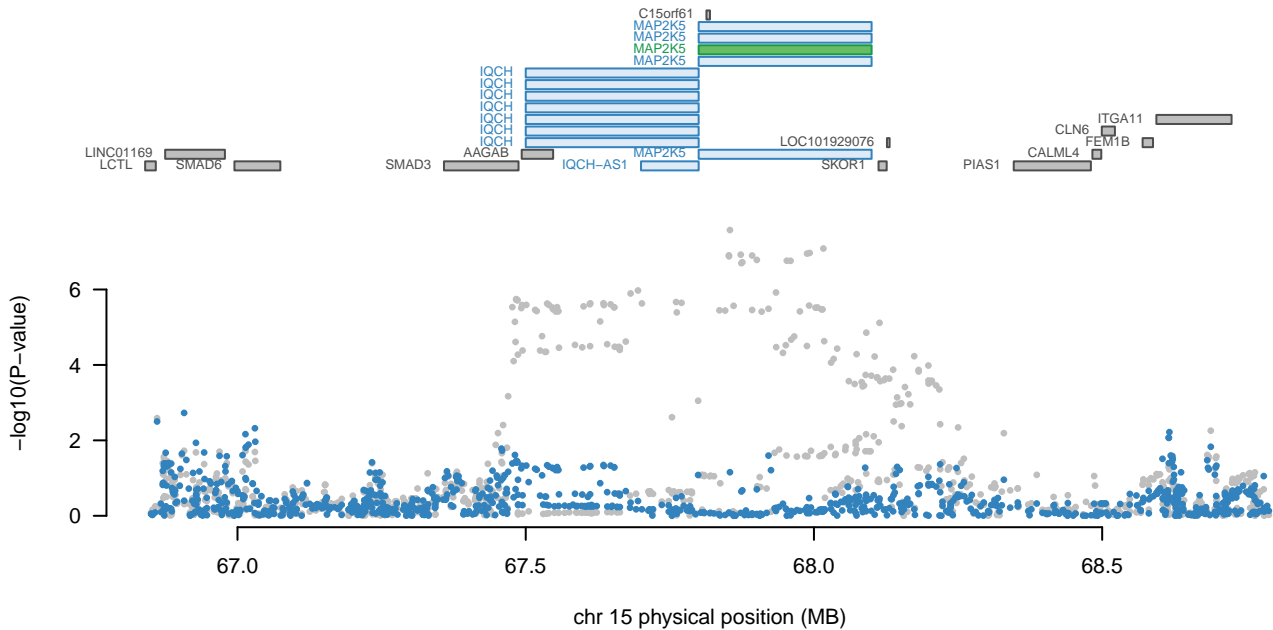 C15orf61
MAP2K5
MAP2K5
MAP2K5
MAP2K5
IQCH
IQCH
IQCH
IQCH
IQCH
IQCH
IQCH
ITGA11
CLN6
LOC101929076
FEM1B
LINC01169
AAGAB
MAP2K5
CALML4
LCTL
SMAD6
SMAD3
IQCH−AS1
SKOR1
PIAS1
−log10(P−value)
6
4
2
0
67.0
67.5
68.0
68.5
chr 15 physical position (MB)